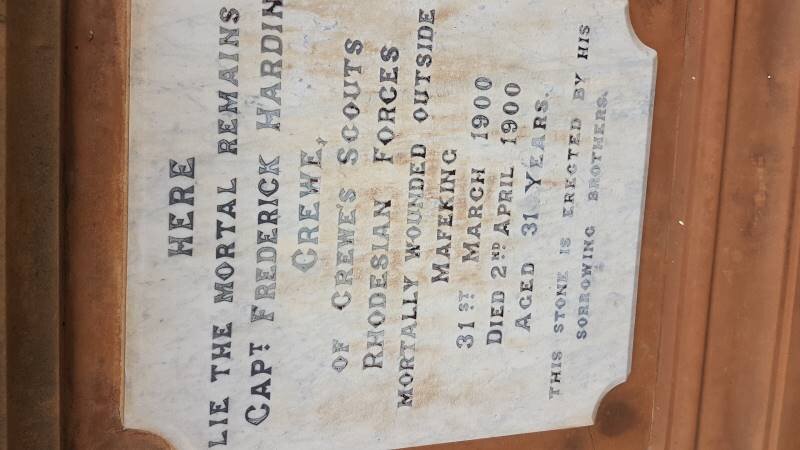 HERE
LIE THE MORTAL REMAINS
CAPT FREDERICK HARDIN
CREWE,
OF CREWE'S SCOUTS
RHODESIAN FORCES
MORTALLY WOUNDED OUTSIDE
MAFEKING
31ST MARCH 1900
DIED 2ND APRIL 1900
AGED 31 YEARS.
THIS STONE IS ERECTED BY HIS
SORROWING BROTHERS.